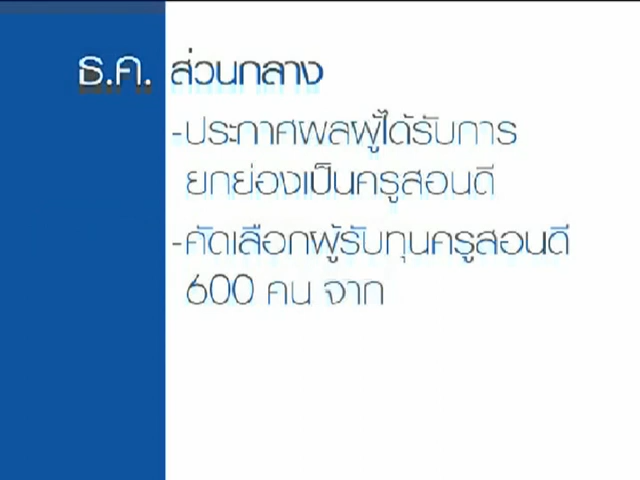 ธ.ค. ส่วนกลาง
-ประกาศผลผู้ได้รับการ
ยกย่องเป็นครูสอนดี
-คัดเลือกผู้รับทุนครูสอนดี
600 คน จาก